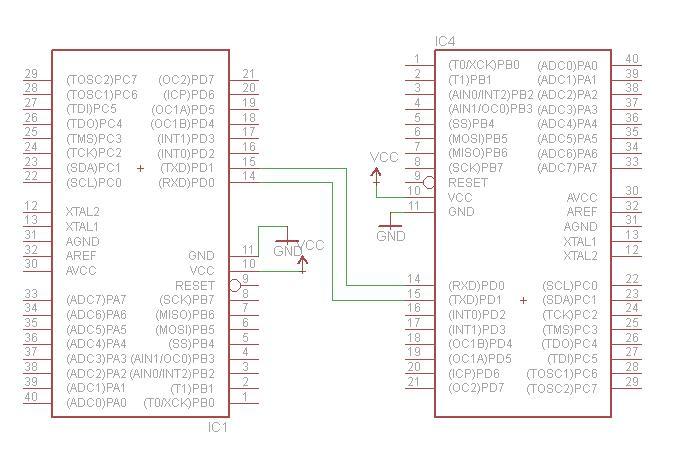 29 (TOSC2)PC7 (OC2)PD7 21
28 (TOSC1)PC6 (ICP)PD6 20
27 (TDI)PC5 (OC1A)PD5 19
26 (TDO)PC4 (OC1B)PD4 18
25 (TMS)PC3 (INT1)PD3 17
24 (TCK)PC2 (INT0)PD2 16
23 (SDA)PC1 (TXD)PD1 15
22 (SCL)PC0 (RXD)PD0 14
12 XTAL2
13 XTAL1
31 AGND
32 AREF GND 11
30 AVCC VCC 10
RESET 9
33 (ADC7)PA7 (SCK)PB7 8
34 (ADC6)PA6 (MISO)PB6 7
35 (ADC5)PA5 (MOSI)PB5 6
36 (ADC4)PA4 (SS)PB4 5
37 (ADC3)PA3 (AIN1/OC0)PB3 4
38 (ADC2)PA2 (AIN0/INT2)PB2 3
39 (ADC1)PA1 (T1)PB1 2
40 (ADC0)PA0 (T0/XCK)PB0 1
IC1
GND
VCC
VCC
GND
IC4
1 (T0/XCK)PB0 (ADC0)PA0 40
2 (T1)PB1 (ADC1)PA1 39
3 (AIN0/INT2)PB2 (ADC2)PA2 38
4 (AIN1/OC0)PB3 (ADC3)PA3 37
5 (SS)PB4 (ADC4)PA4 36
6 (MOSI)PB5 (ADC5)PA5 35
7 (MISO)PB6 (ADC6)PA6 34
8 (SCK)PB7 (ADC7)PA7 33
9 RESET
10 VCC AVCC 30
11 GND AREF 32
AGND 31
XTAL1 13
XTAL2 12
14 (RXD)PD0 (SCL)PC0 22
15 (TXD)PD1 (SDA)PC1 23
16 (INT0)PD2 (TCK)PC2 24
17 (INT1)PD3 (TMS)PC3 25
18 (OC1B)PD4 (TDO)PC4 26
19 (OC1A)PD5 (TDI)PC5 27
20 (ICP)PD6 (TOSC1)PC6 28
21 (OC2)PD7 (TOSC2)PC7 29